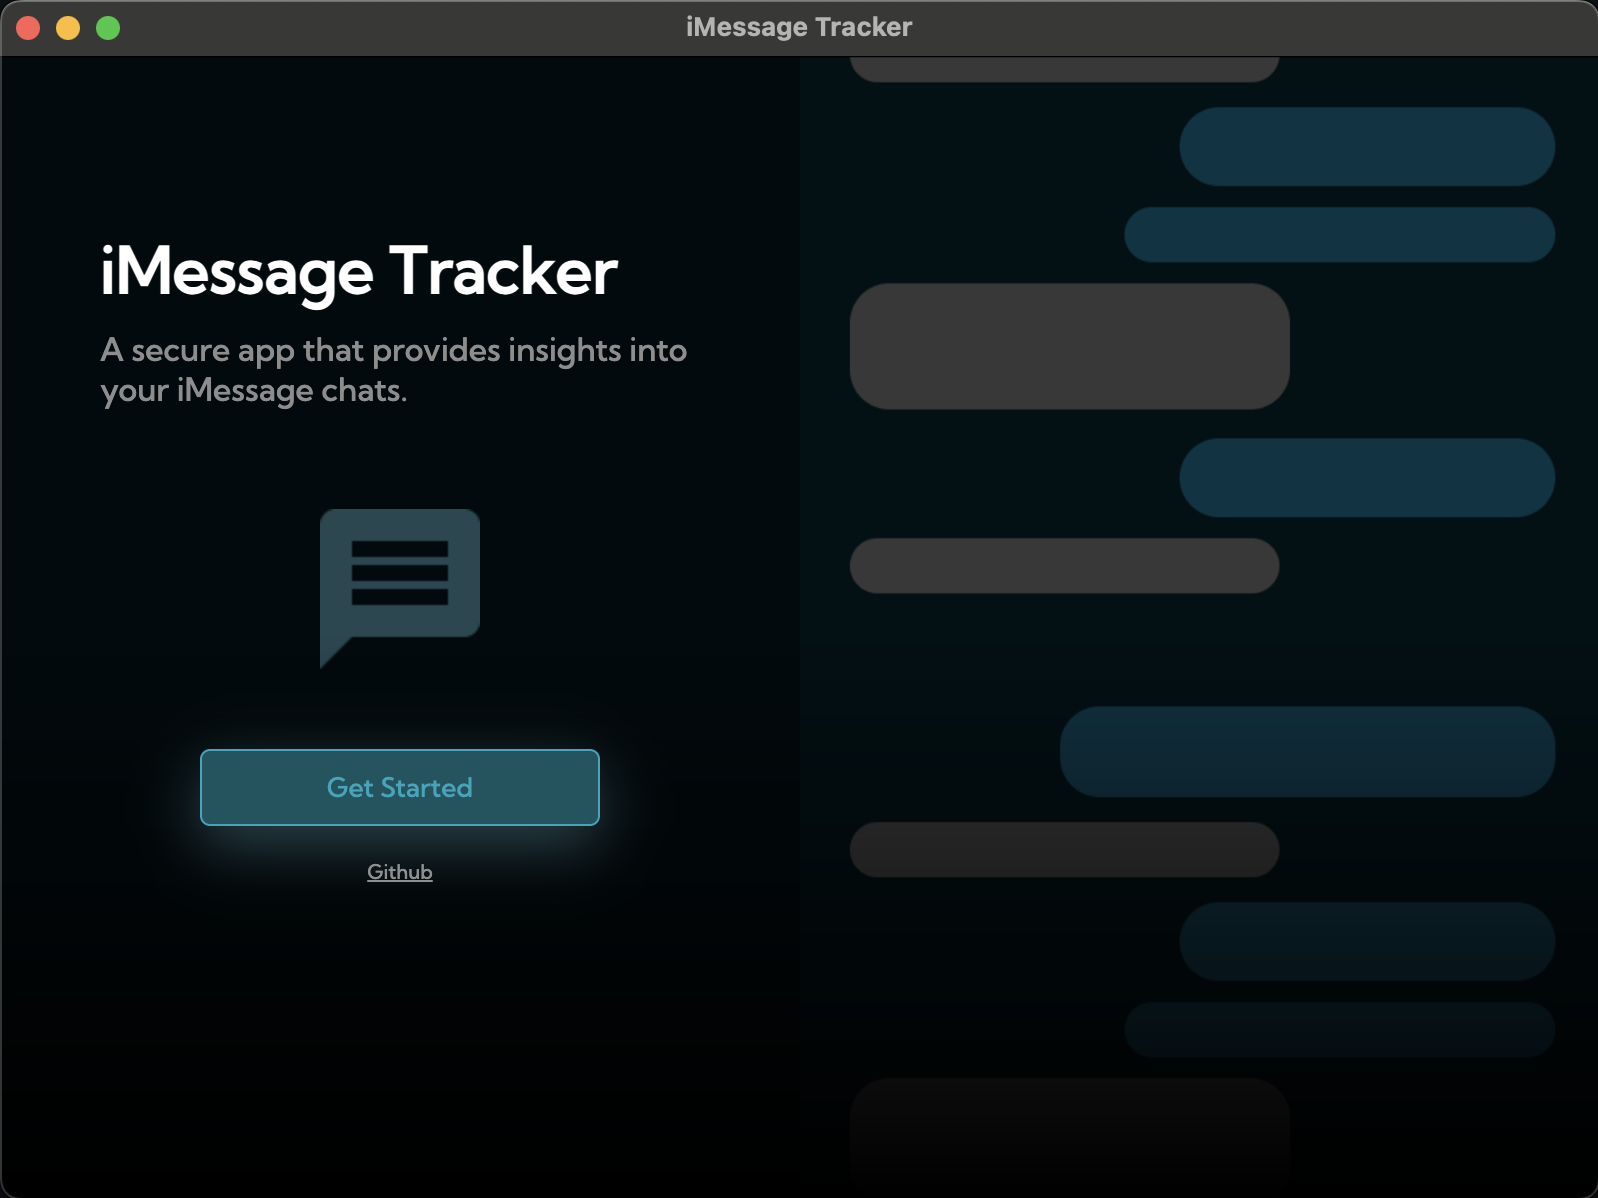 iMessage Tracker
iMessage Tracker
A secure app that provides insights into
your iMessage chats.
Get Started
Github